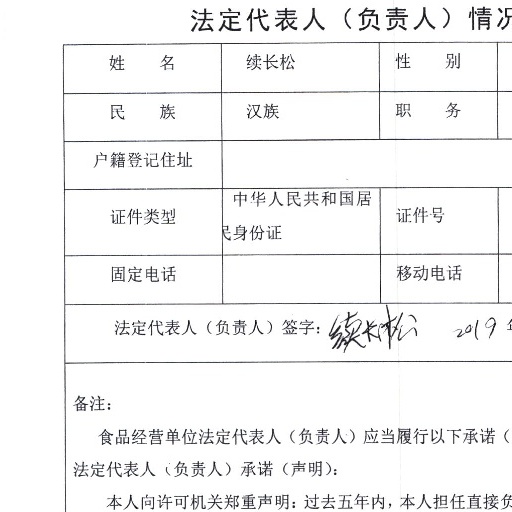 法定代表人（负责人）情况
姓 名 续长松 性 别
民 族 汉族 职 务
户籍登记住址
证件类型 中华人民共和国居民身份证 证件号
固定电话 移动电话
法定代表人（负责人）签字：续长松 2019年
备注：
食品经营单位法定代表人（负责人）应当履行以下承诺（
法定代表人（负责人）承诺（声明）：
本人向许可机关郑重声明：过去五年内，本人担任直接负